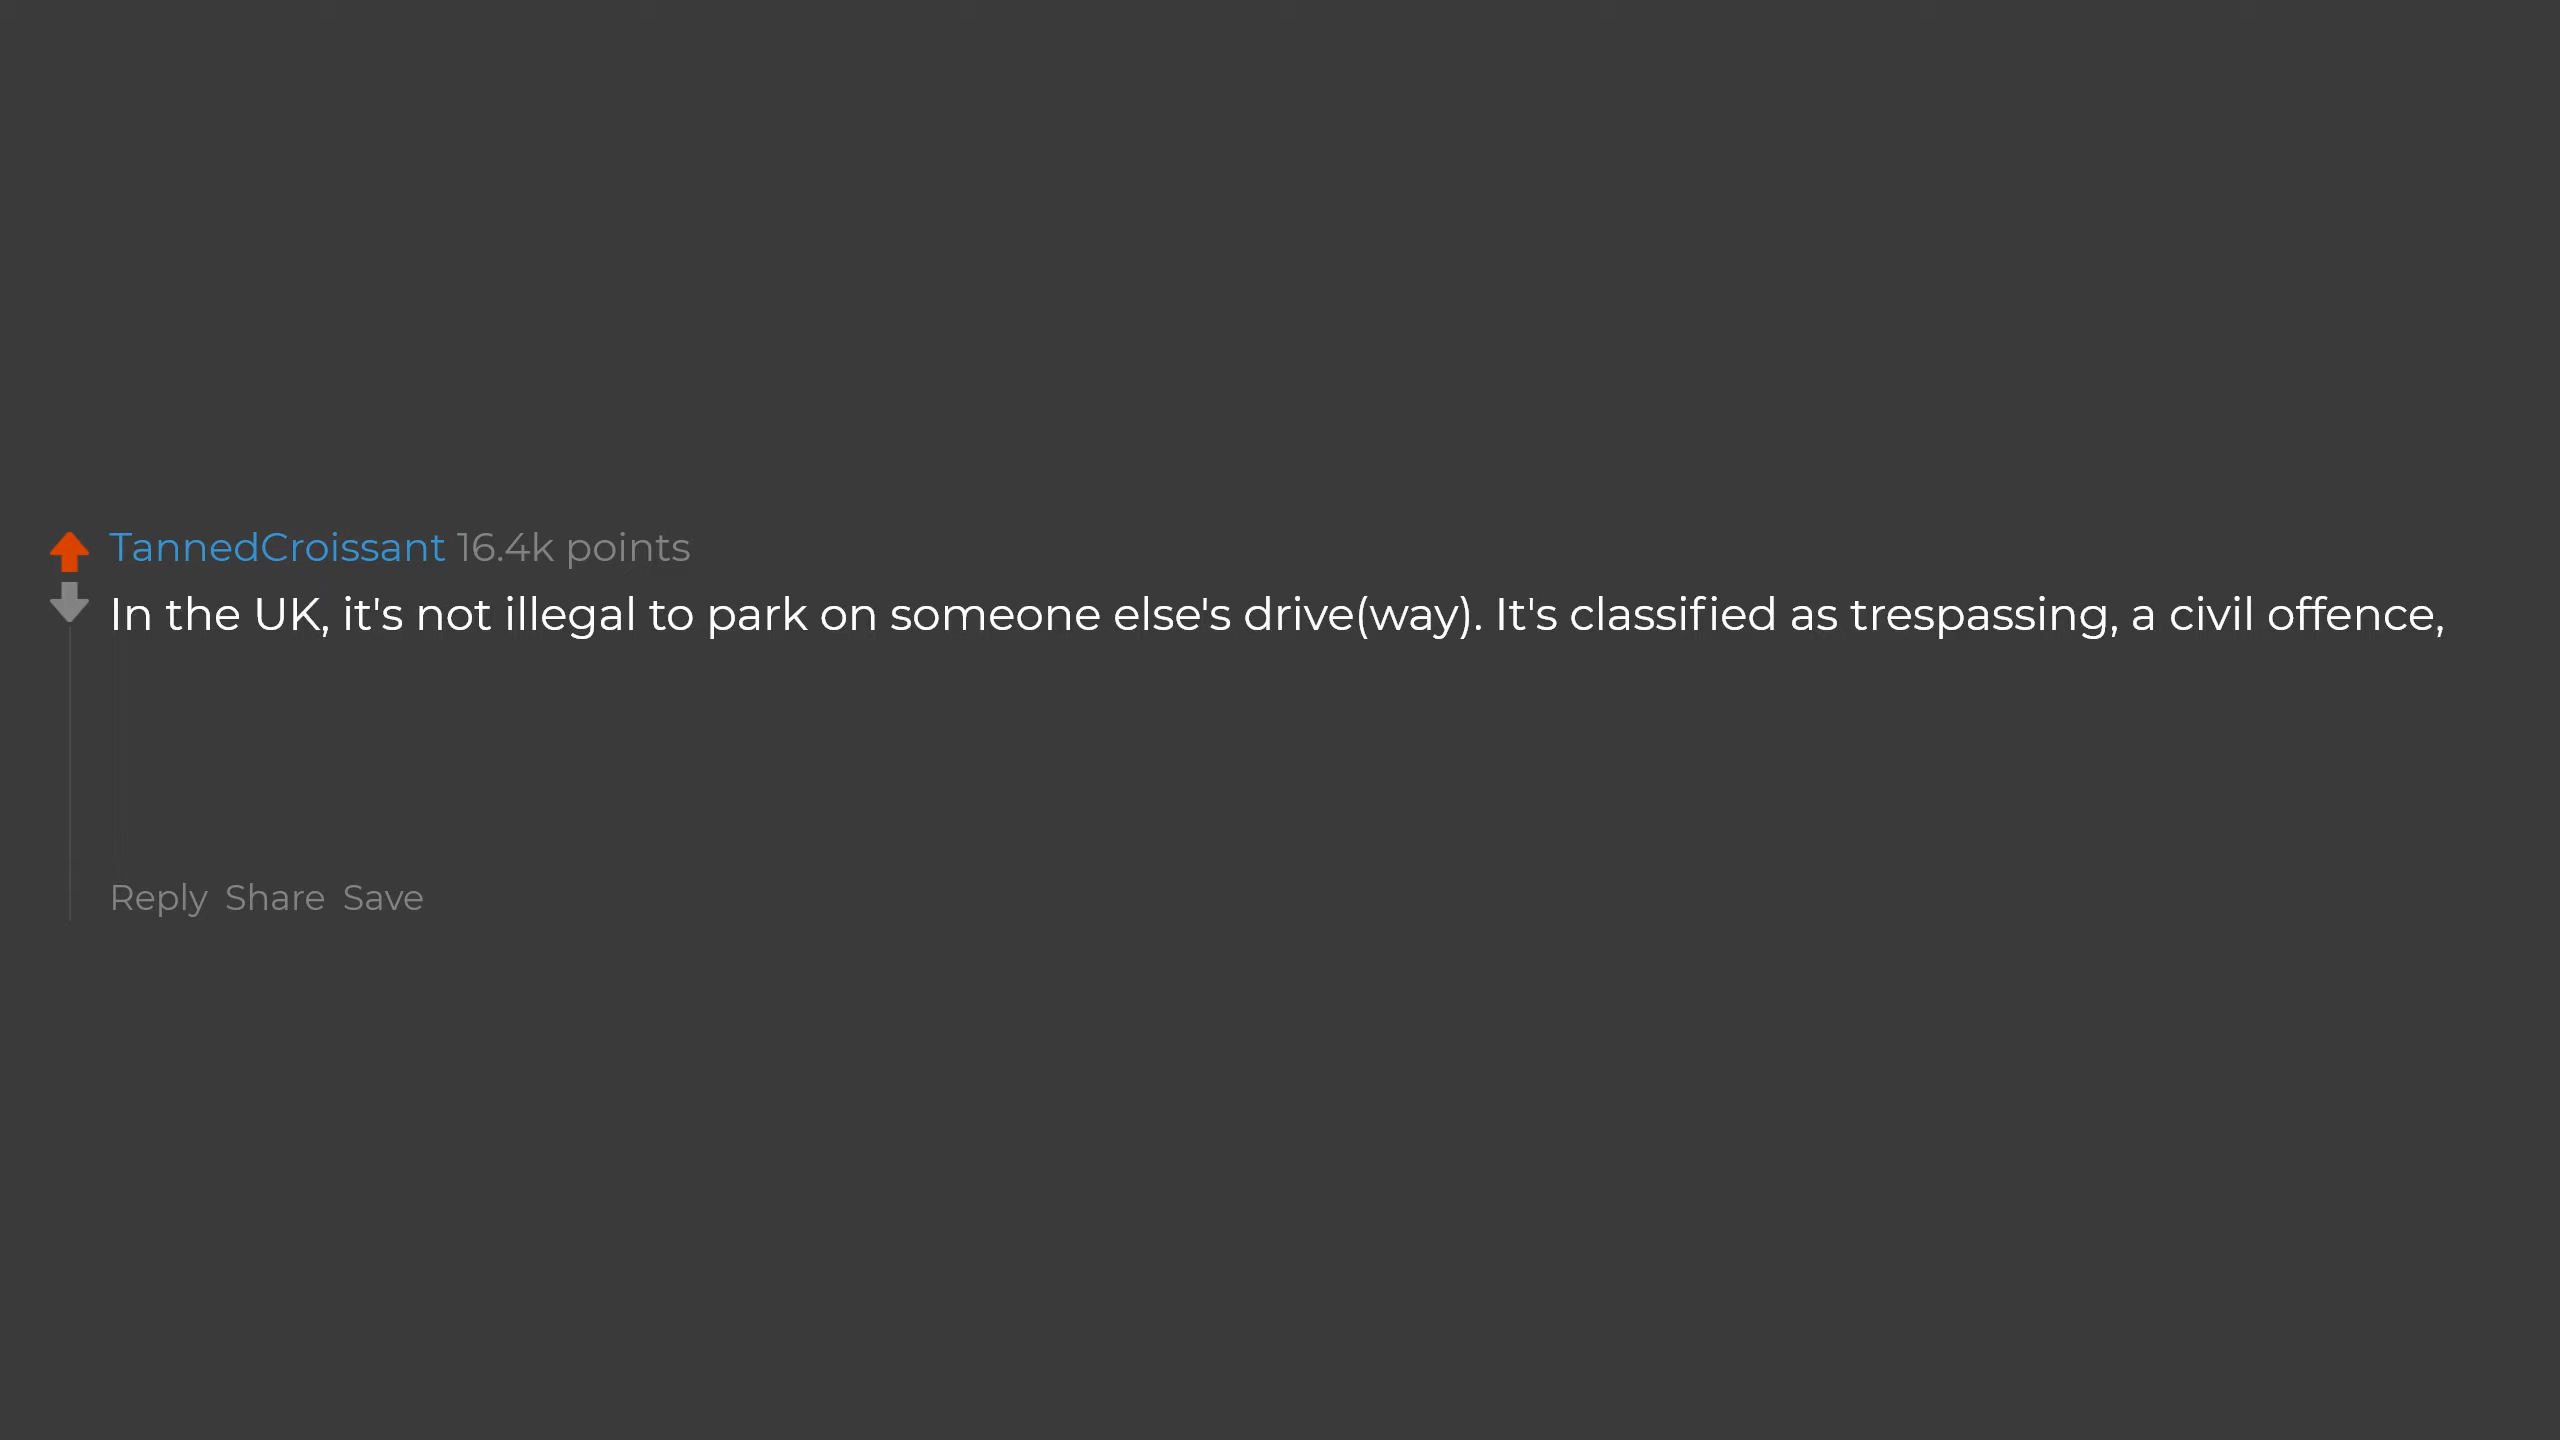 TannedCroissant 16.4k points
In the UK, it's not illegal to park on someone else's drive(way). It's classified as trespassing, a civil offence,
Reply Share Save